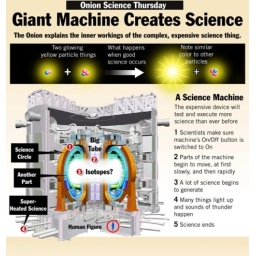 Onion Science Thursday
Giant Machine Creates Science
The Onion explains the inner workings of the complex, expensive science thing.
Two glowing
yellow particle things
What happens
when good
science occurs
Note similar
color to other
particles
A Science Machine
The expensive device will
test and execute more
science than ever before
1 Scientists make sure
machine's On/Off button is
switched to On
2 Parts of the machine
begin to move, at first
slowly, and then rapidly
3 A lot of science begins
to generate
4 Many things light up
and sounds of thunder
happen
5 Science ends
Big
Tube
Science
Circle
Another
Part
Super-
Heated Science
2
3
Isotopes?
1
4
Human Figure
5